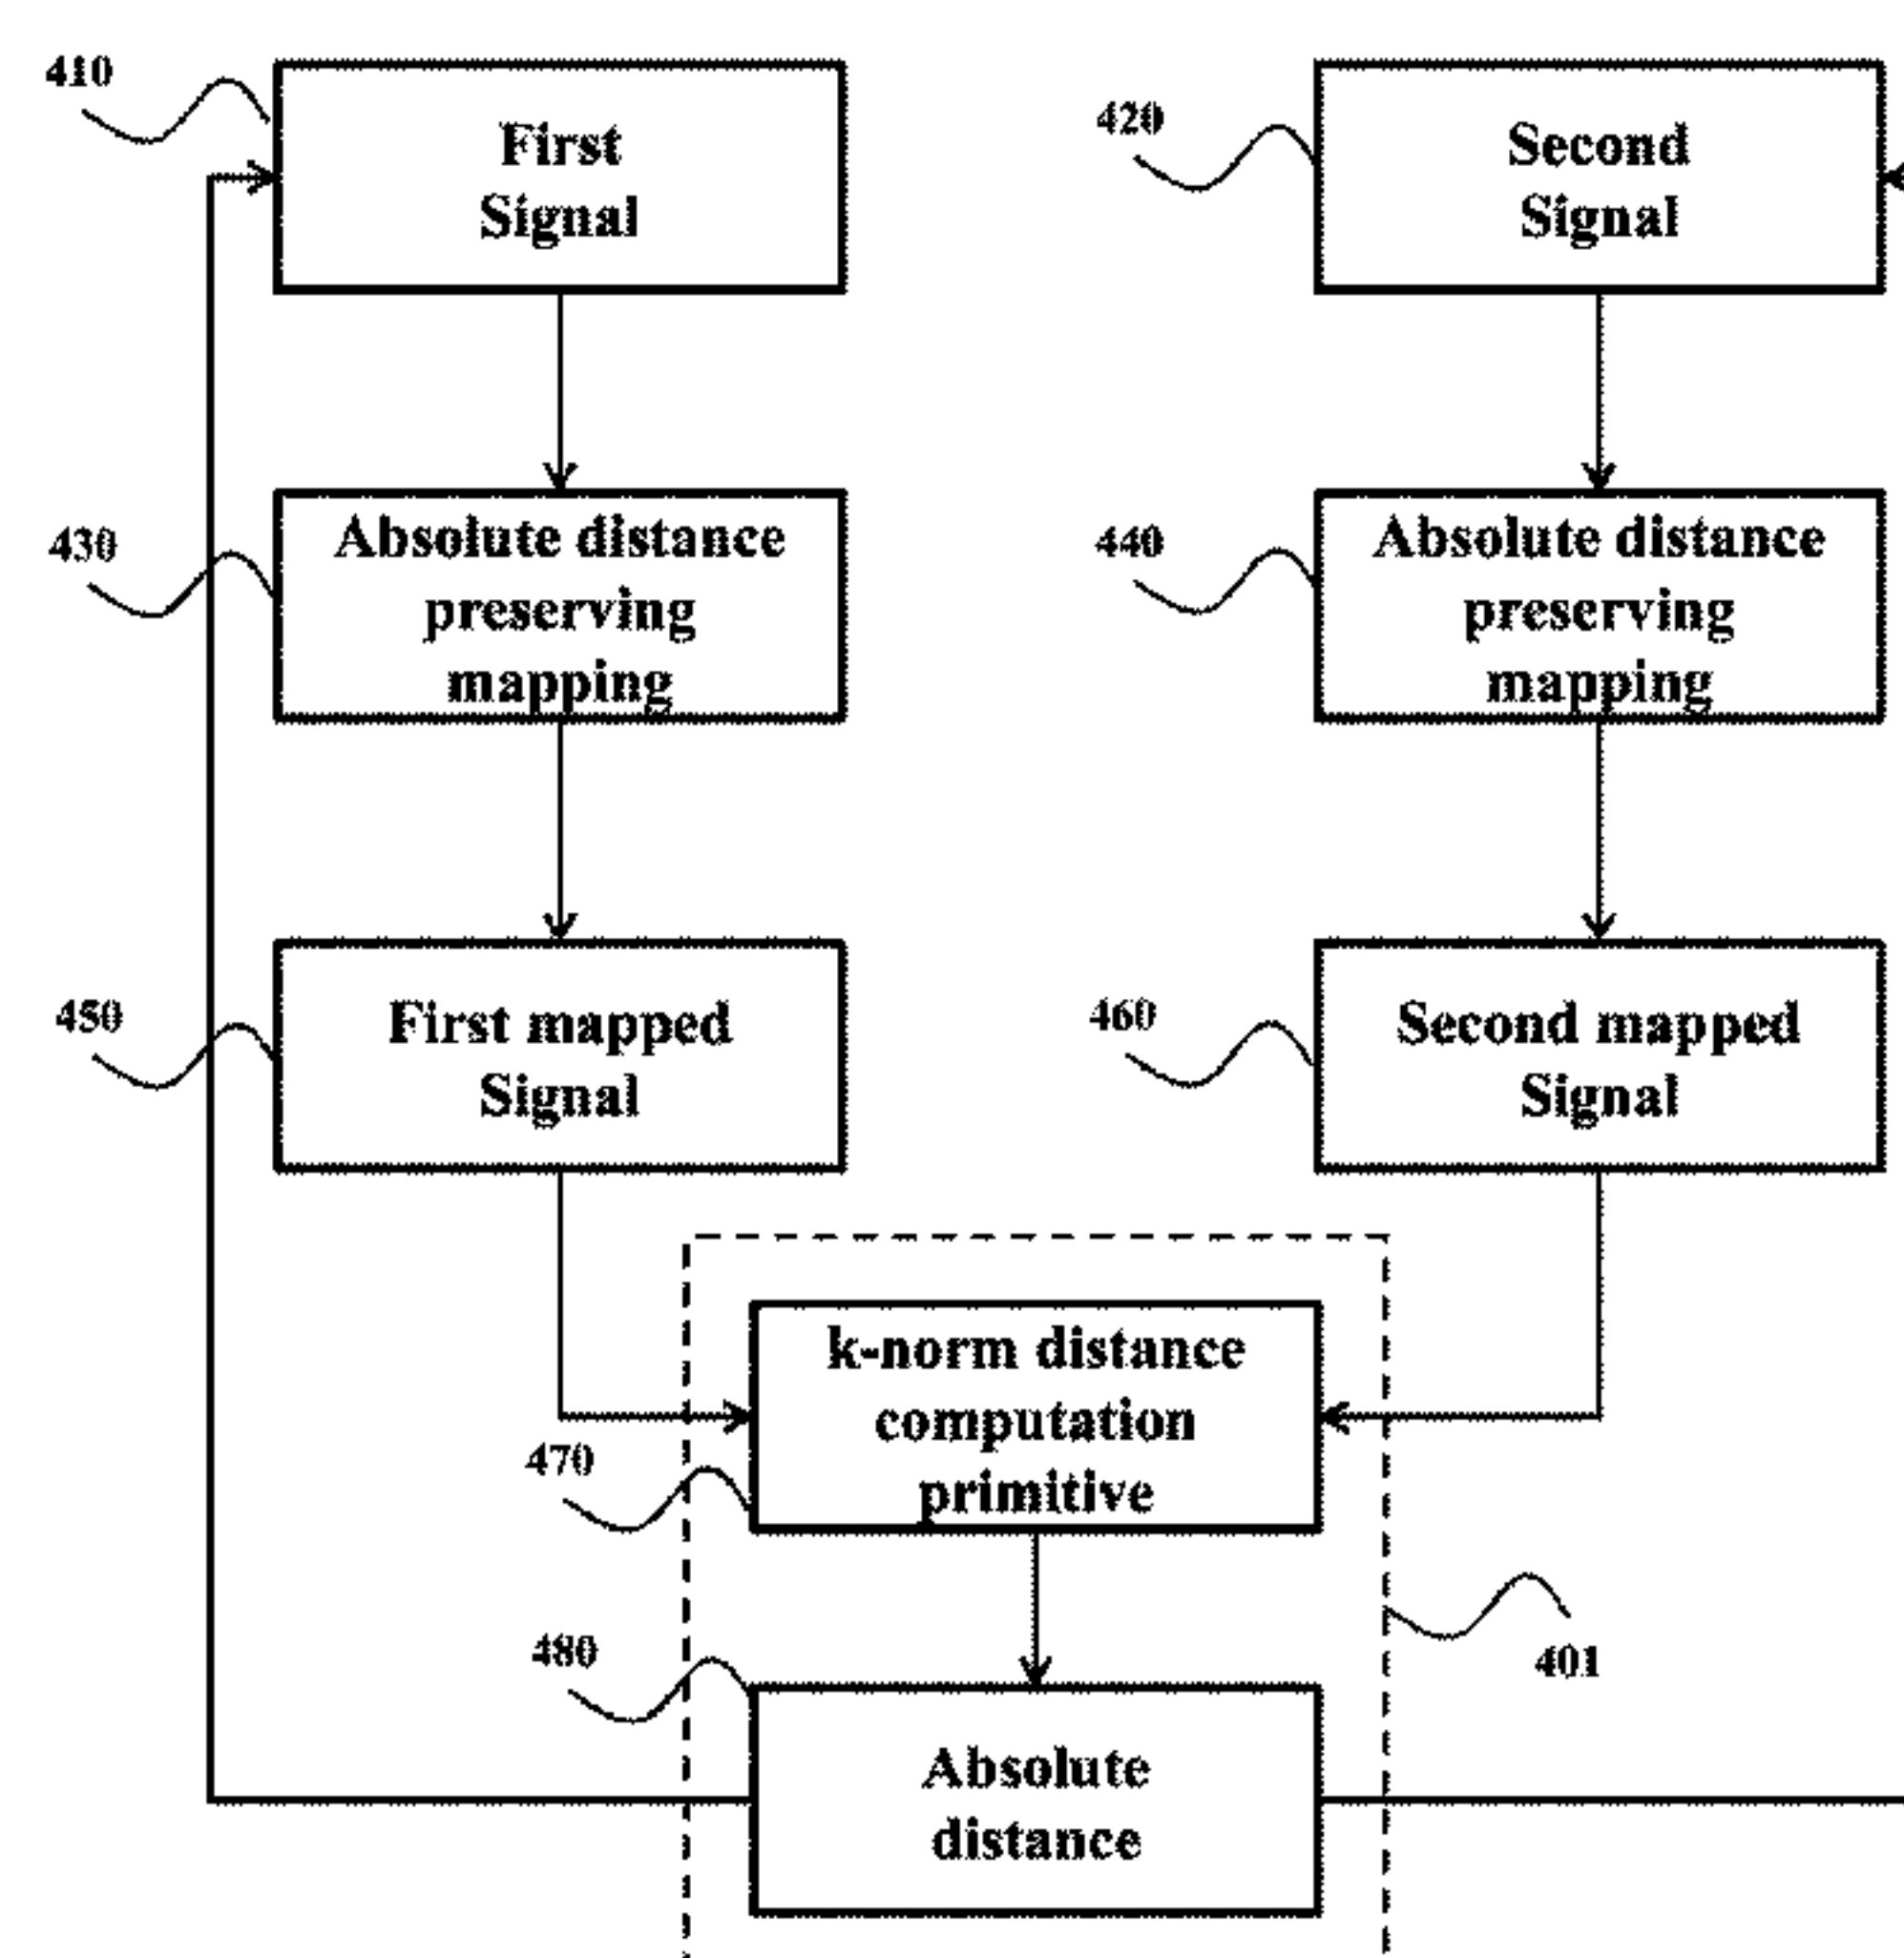 410
First
Signal
420
Second
Signal
430
Absolute distance
preserving
mapping
440
Absolute distance
preserving
mapping
450
First mapped
Signal
460
Second mapped
Signal
k-norm distance
computation
primitive
470
480
Absolute
distance
401